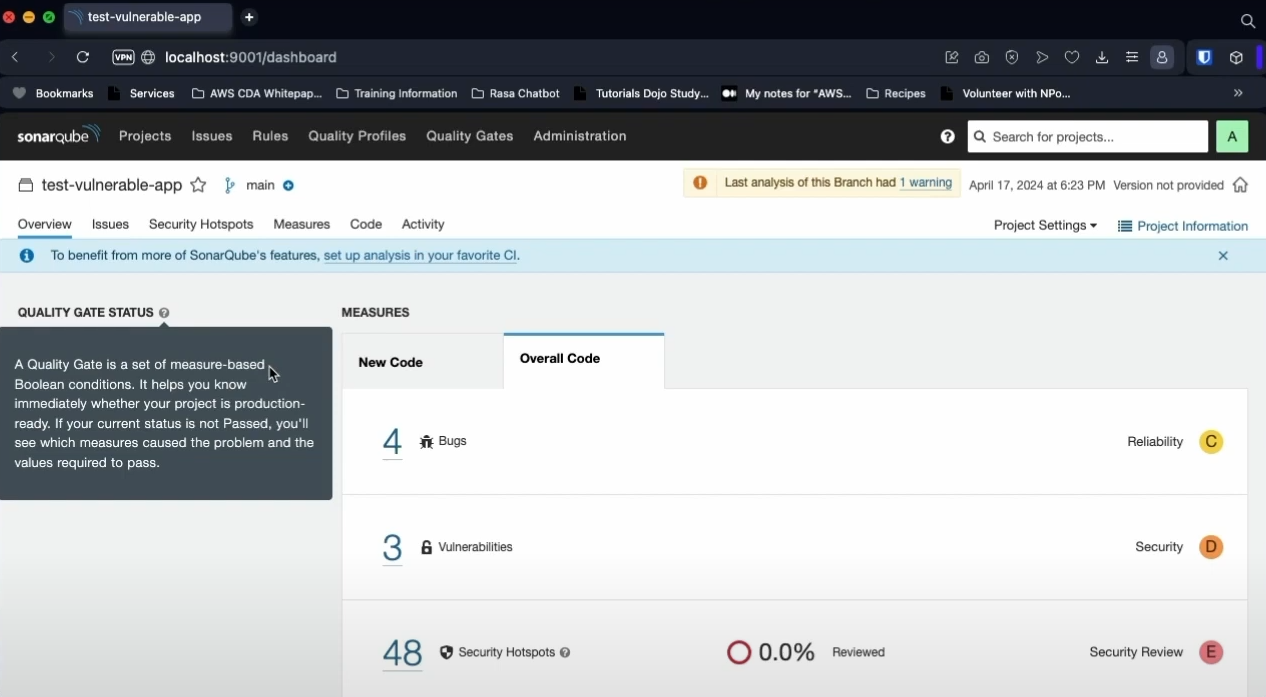 test-vulnerable-app
VPN localhost:9001/dashboard
Bookmarks Services AWS CDA Whitepap... Training Information Rasa Chatbot Tutorials Dojo Study... My notes for "AWS... Recipes Volunteer with NPo... »
sonarqube Projects Issues Rules Quality Profiles Quality Gates Administration ? Search for projects... A
test-vulnerable-app main Last analysis of this Branch had 1 warning April 17, 2024 at 6:23 PM Version not provided
Overview Issues Security Hotspots Measures Code Activity Project Settings Project Information
To benefit from more of SonarQube's features, set up analysis in your favorite CI.
QUALITY GATE STATUS ?
A Quality Gate is a set of measure-based
Boolean conditions. It helps you know
immediately whether your project is production-
ready. If your current status is not Passed, you'll
see which measures caused the problem and the
values required to pass.
MEASURES
New Code Overall Code
4 Bugs Reliability C
3 Vulnerabilities Security D
48 Security Hotspots ? 0.0% Reviewed Security Review E